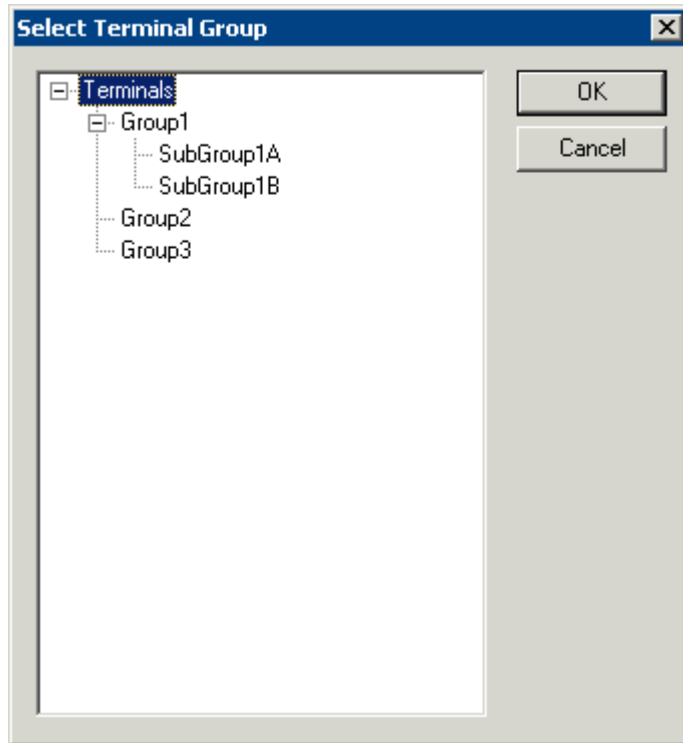 Select Terminal Group
Terminals
Group1
SubGroup1A
SubGroup1B
Group2
Group3
OK
Cancel